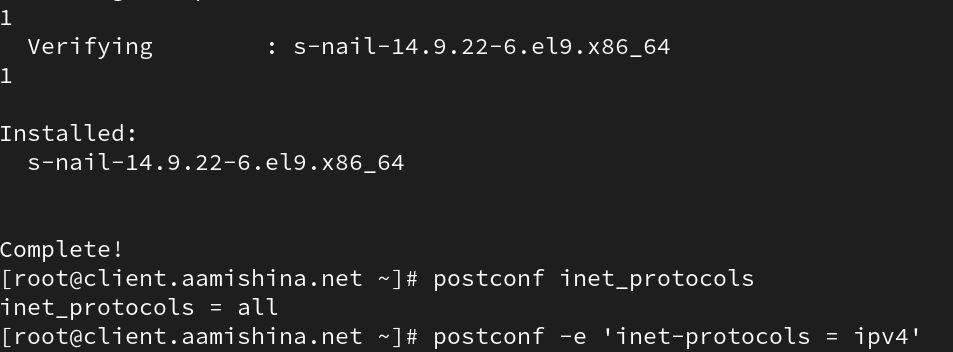 1
  Verifying        : s-nail-14.9.22-6.el9.x86_64
1
Installed:
  s-nail-14.9.22-6.el9.x86_64
Complete!
[root@client.aamishina.net ~]# postconf inet_protocols
inet_protocols = all
[root@client.aamishina.net ~]# postconf -e 'inet-protocols = ipv4'